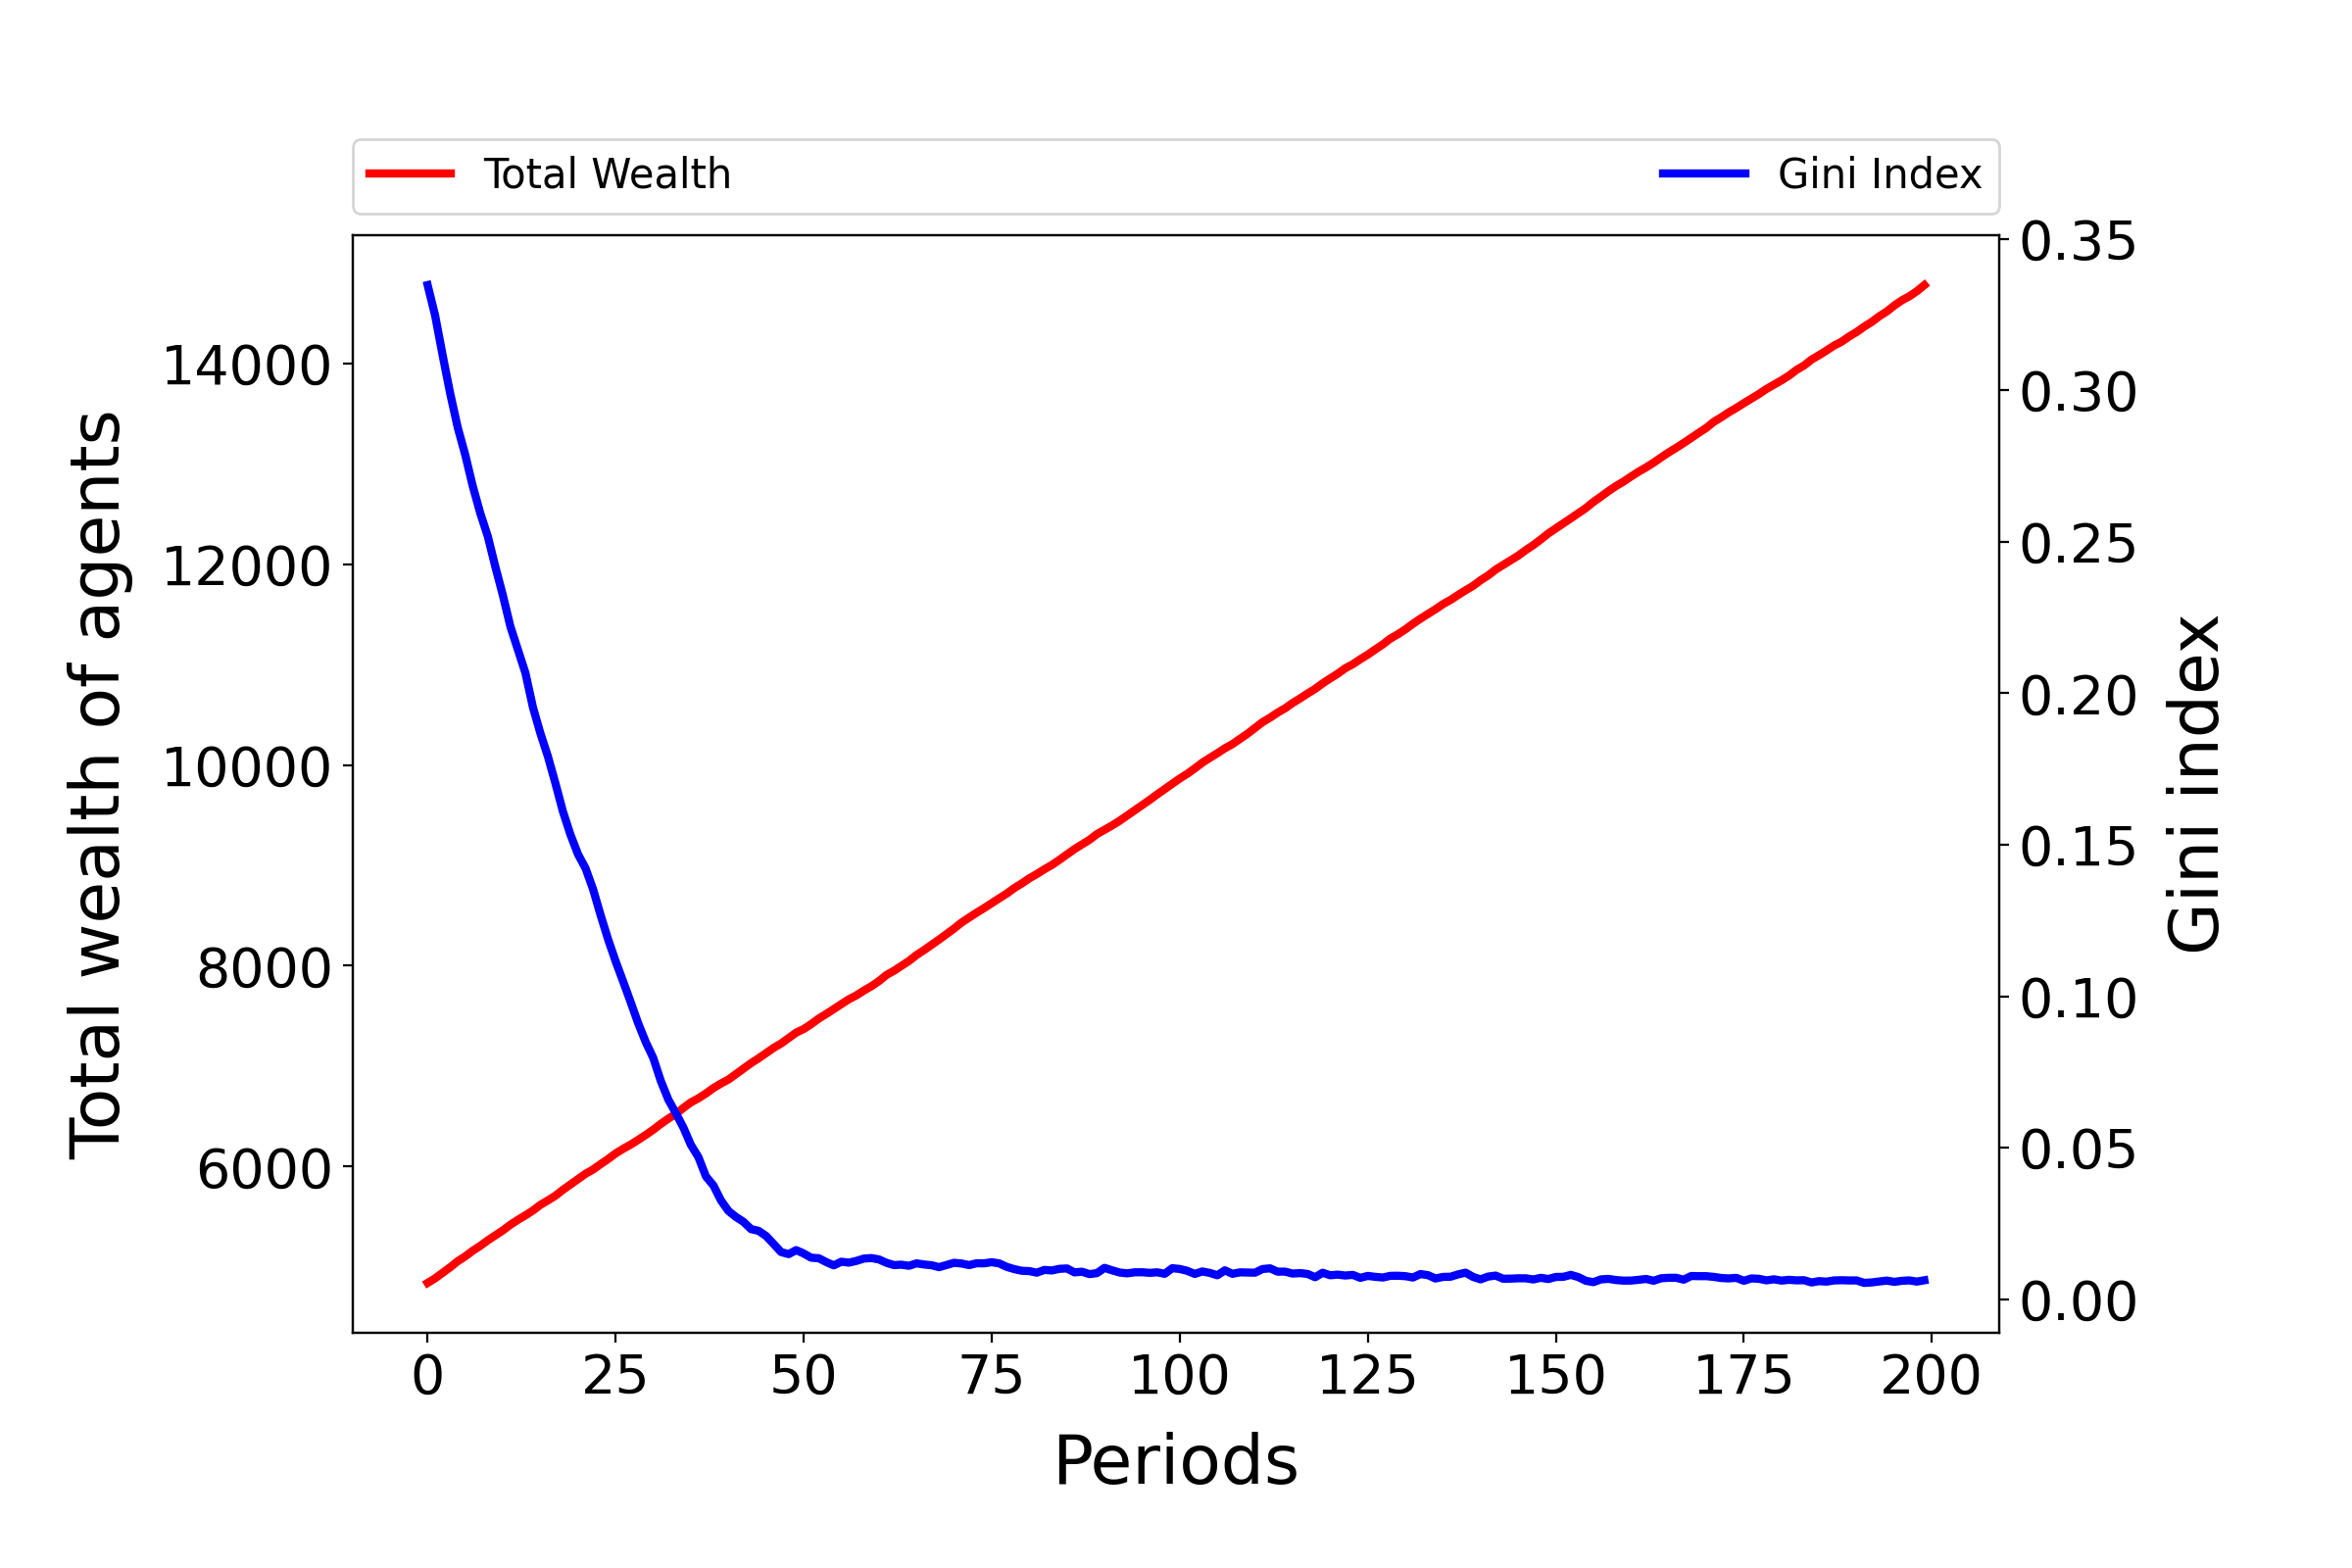 Total Wealth
Gini Index
Total wealth of agents
14000
12000
10000
8000
6000
0.35
0.30
0.25
0.20
0.15
0.10
0.05
0.00
Gini index
0 25 50 75 100 125 150 175 200
Periods